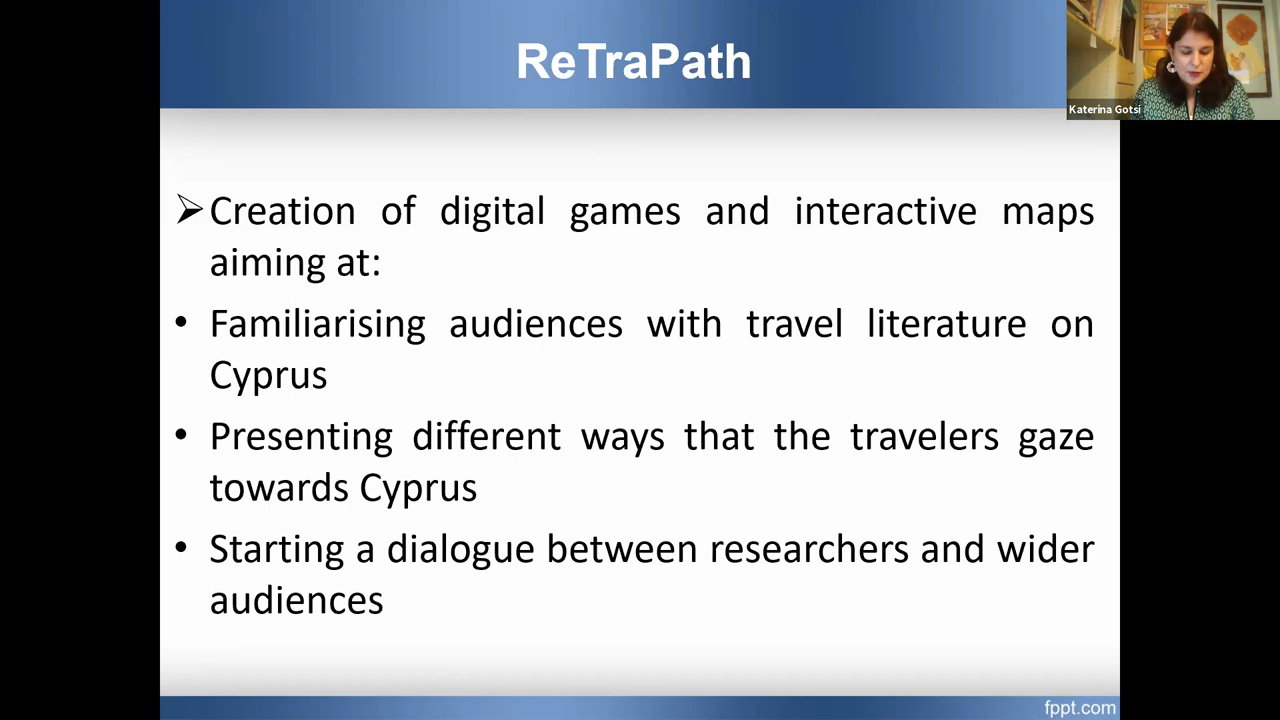 ReTraPath
Katerina Gotsi
➢Creation of digital games and interactive maps
aiming at:
• Familiarising audiences with travel literature on
Cyprus
• Presenting different ways that the travelers gaze
towards Cyprus
• Starting a dialogue between researchers and wider
audiences
fppt.com